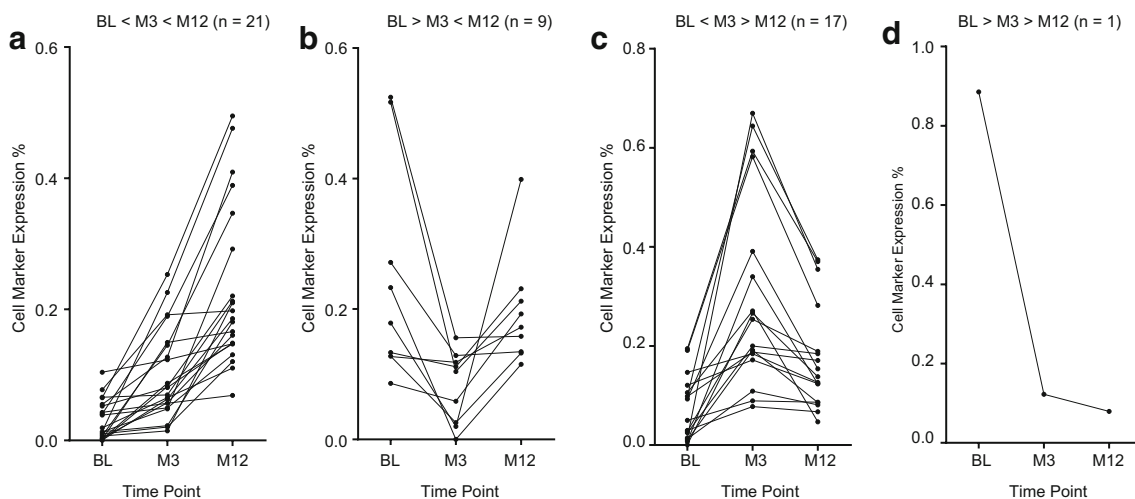 a
BL < M3 < M12 (n = 21)
Cell Marker Expression %
0.6
0.4
0.2
0.0
BL M3 M12
Time Point
b
BL > M3 < M12 (n = 9)
Cell Marker Expression %
0.6
0.4
0.2
0.0
BL M3 M12
Time Point
c
BL < M3 > M12 (n = 17)
Cell Marker Expression %
0.8
0.6
0.4
0.2
0.0
BL M3 M12
Time Point
d
BL > M3 > M12 (n = 1)
Cell Marker Expression %
1.0
0.8
0.6
0.4
0.2
0.0
BL M3 M12
Time Point